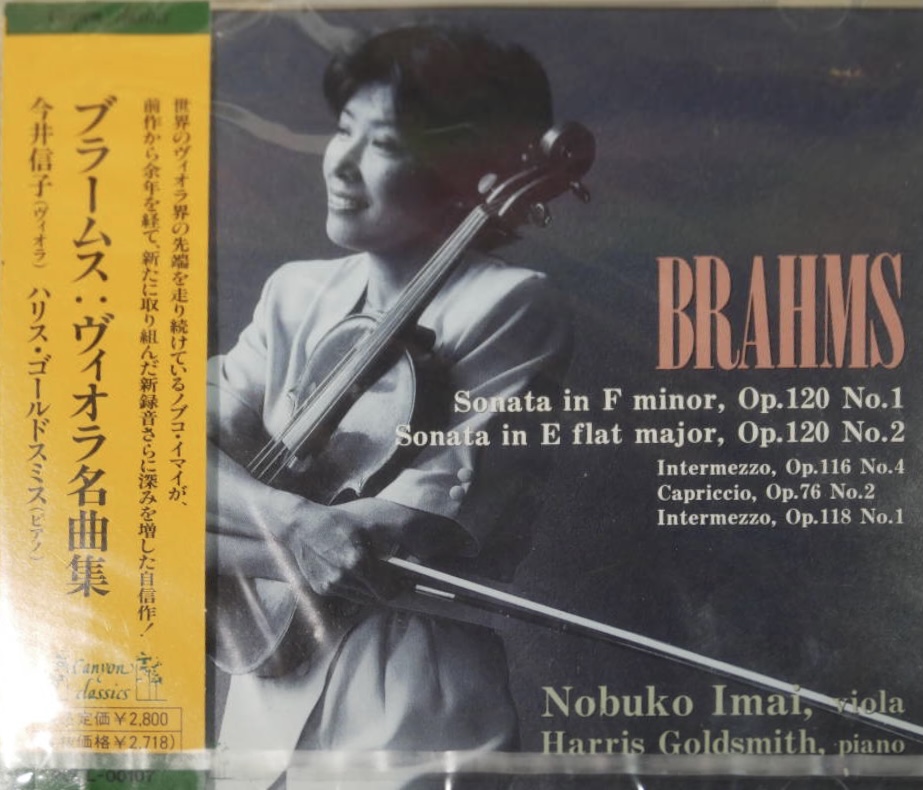 世界のヴィオラ界の先端を走り続けているノブコ・イマイが、
前作から余年を経て、新たに取り組んだ新録音さらに深みを増した自信作!
ブラームス:ヴィオラ名曲集
今井信子(ヴィオラ) ハリス・ゴールドスミス(ピアノ)
Canyon
classics
定価¥2,800
価格¥2,718)
L-00107
BRAHMS
Sonata in F minor, Op.120 No.1
Sonata in E flat major, Op.120 No.2
Intermezzo, Op.116 No.4
Capriccio, Op.76 No.2
Intermezzo, Op.118 No.1
Nobuko Imai, viola
Harris Goldsmith, piano